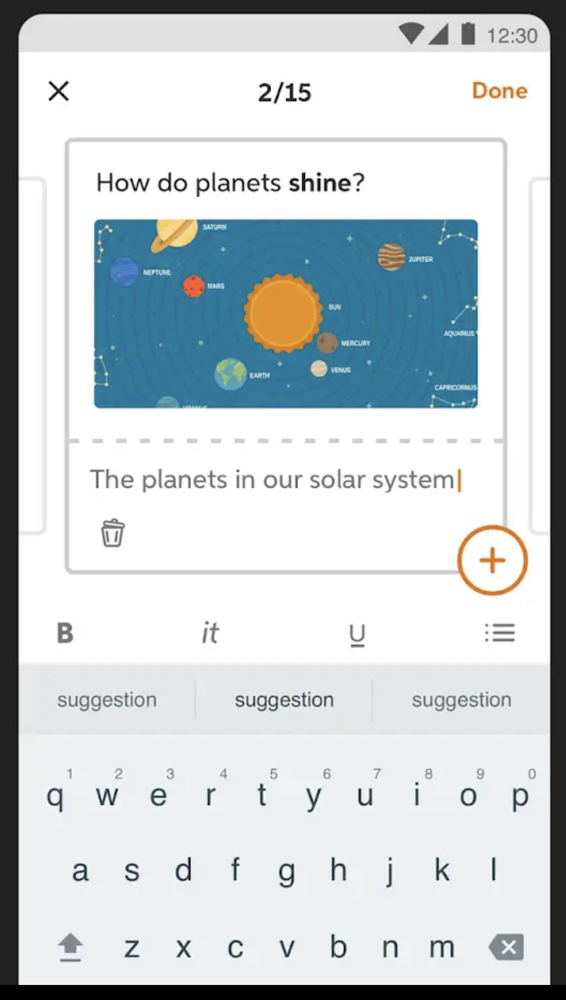 12:30
2/15
Done
How do planets shine?
SATURN
JUPITER
NEPTUNE
MARS
SUN
AQUARIUS
MERCURY
VENUS
EARTH
CAPRICORNUS
URANUS
The planets in our solar system
B
it
U
suggestion suggestion suggestion
1 2 3 4 5 6 7 8 9 0
q w e r t y u i o p
a s d f g h j k l
z x c v b n m